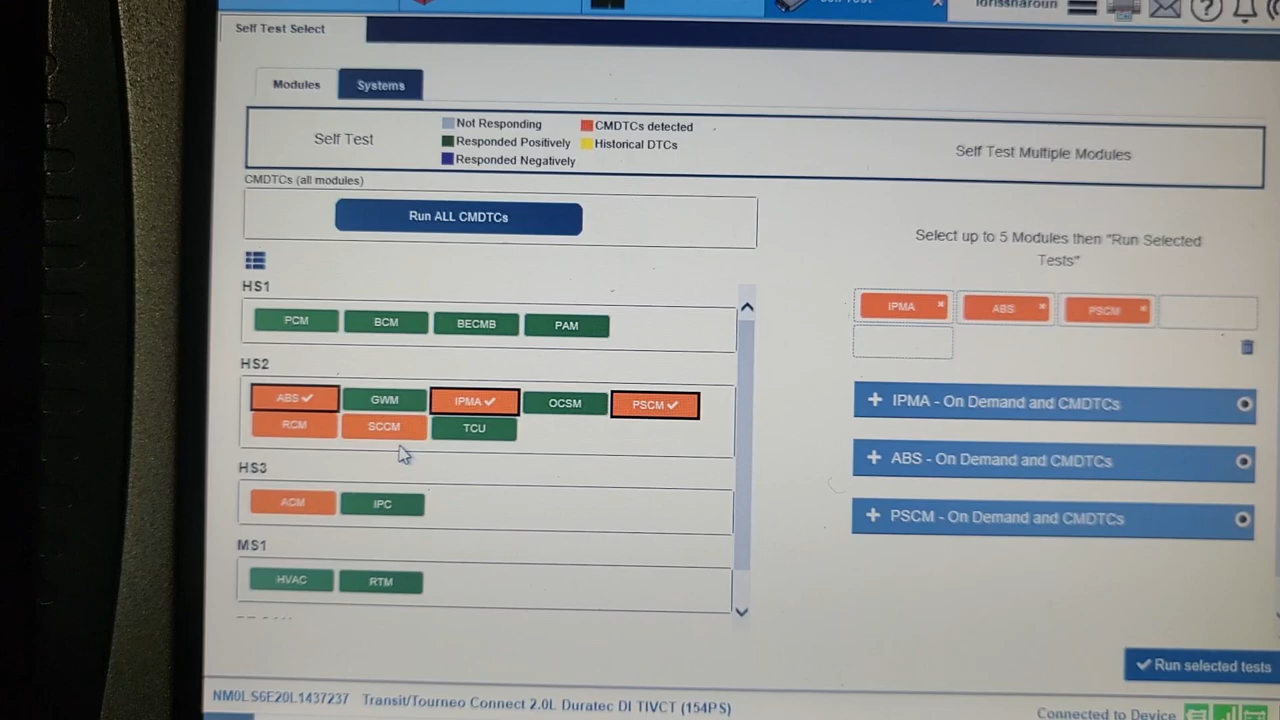 idrissharoun
Self Test Select
Modules Systems
Self Test
Not Responding CMDTCs detected
Responded Positively Historical DTCs
Responded Negatively
Self Test Multiple Modules
CMDTCs (all modules)
Run ALL CMDTCs
Select up to 5 Modules then "Run Selected
Tests"
HS1
PCM BCM BECMB PAM
IPMA ABS PSCM
HS2
ABS GWM IPMA OCSM PSCM
RCM SCCM TCU
IPMA - On Demand and CMDTCs
ABS - On Demand and CMDTCs
PSCM - On Demand and CMDTCs
HS3
ACM IPC
MS1
HVAC RTM
Run selected tests
NM0LS6E20L1437237 Transit/Tourneo Connect 2.0L Duratec DI TIVCT (154PS)
Connected to Device